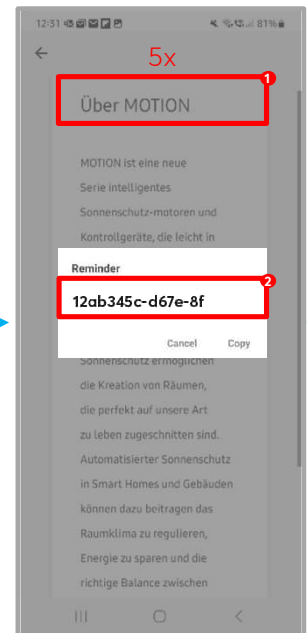 12:31 81%
5x
1
Über MOTION
MOTION ist eine neue
Serie intelligentes
Sonnenschutz-motoren und
Kontrollgeräte, die leicht in
Reminder
2
12ab345c-d67e-8f
Cancel Copy
Sonnenschutz ermöglichen
die Kreation von Räumen,
die perfekt auf unsere Art
zu leben zugeschnitten sind.
Automatisierter Sonnenschutz
in Smart Homes und Gebäuden
können dazu beitragen das
Raumklima zu regulieren,
Energie zu sparen und die
richtige Balance zwischen